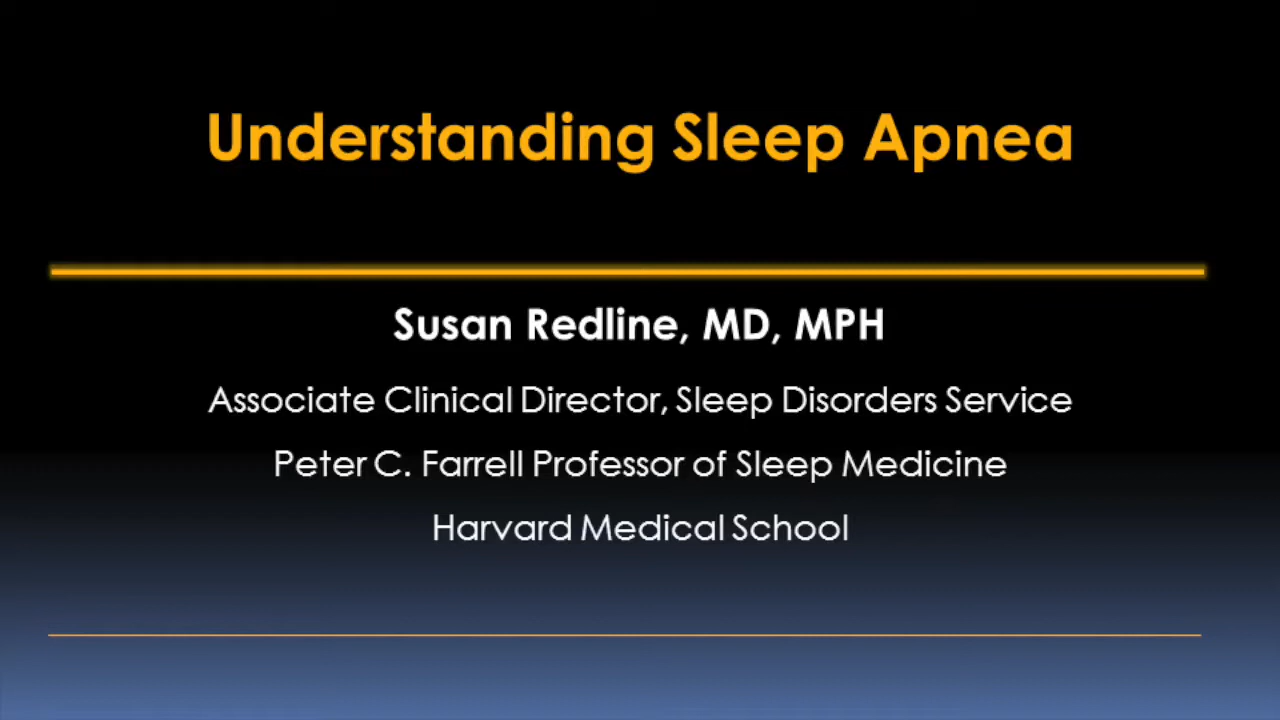 Understanding Sleep Apnea
Susan Redline, MD, MPH
Associate Clinical Director, Sleep Disorders Service
Peter C. Farrell Professor of Sleep Medicine
Harvard Medical School